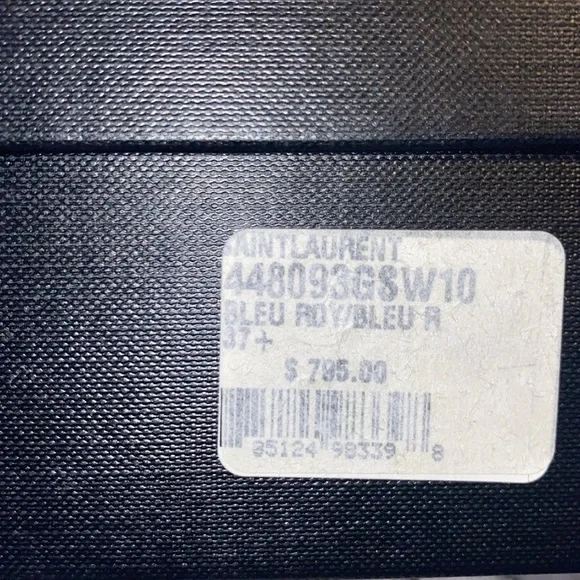 SAINTLAURENT
448093GSW10
BLEU ROY/BLEU R
37+
$ 795.00
85124 98339 8